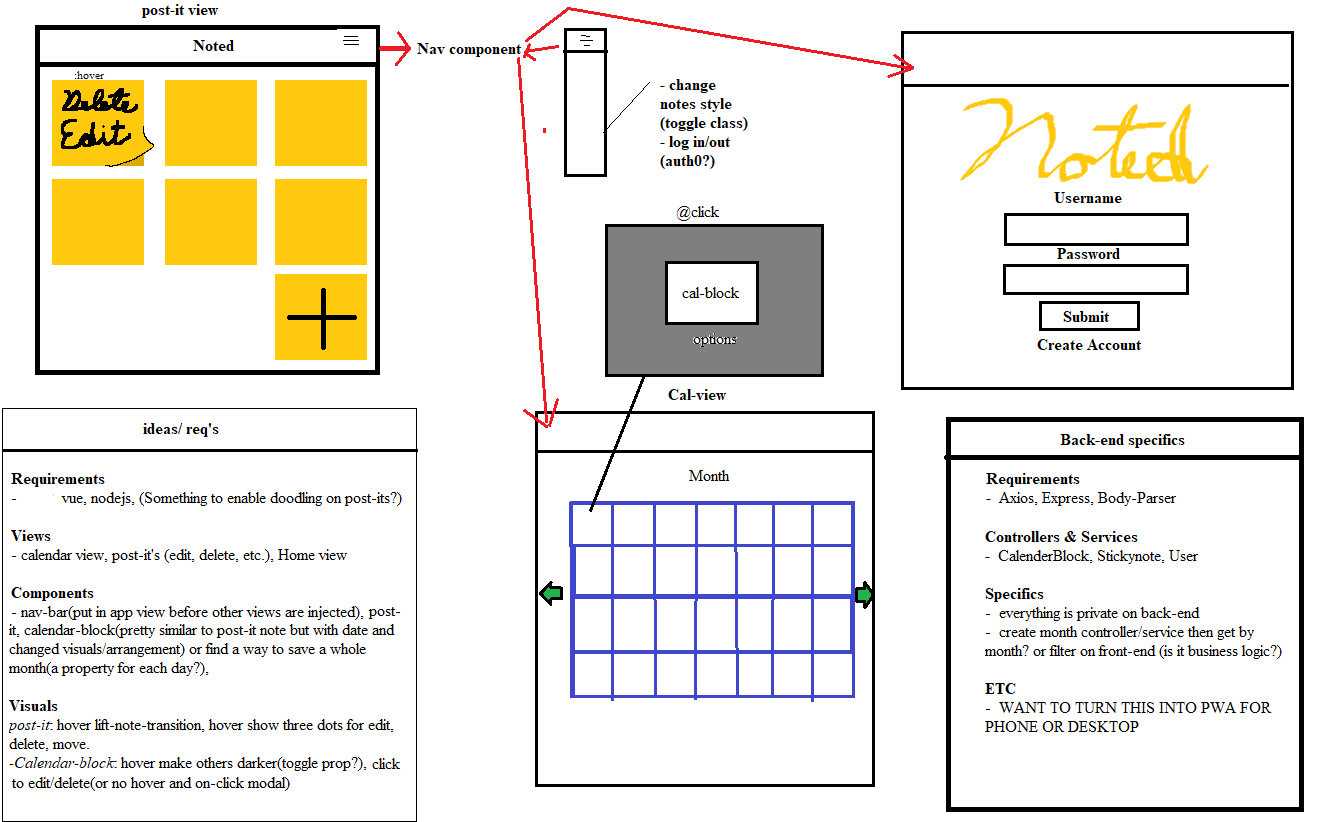 post-it view
Noted
:hover
Delete
Edit
Nav component
- change
notes style
(toggle class)
- log in/out
(auth0?)
@click
cal-block
options
Noted
Username
Password
Submit
Create Account
Cal-view
Month
ideas/ req's
Requirements
- vue, nodejs, (Something to enable doodling on post-its?)
Views
- calendar view, post-it's (edit, delete, etc.), Home view
Components
- nav-bar(put in app view before other views are injected), post-
it, calendar-block(pretty similar to post-it note but with date and
changed visuals/arrangement) or find a way to save a whole
month(a property for each day?),
Visuals
post-it: hover lift-note-transition, hover show three dots for edit,
delete, move.
-Calendar-block: hover make others darker(toggle prop?), click
to edit/delete(or no hover and on-click modal)
Back-end specifics
Requirements
- Axios, Express, Body-Parser
Controllers & Services
- CalenderBlock, Stickynote, User
Specifics
- everything is private on back-end
- create month controller/service then get by
month? or filter on front-end (is it business logic?)
ETC
- WANT TO TURN THIS INTO PWA FOR
PHONE OR DESKTOP